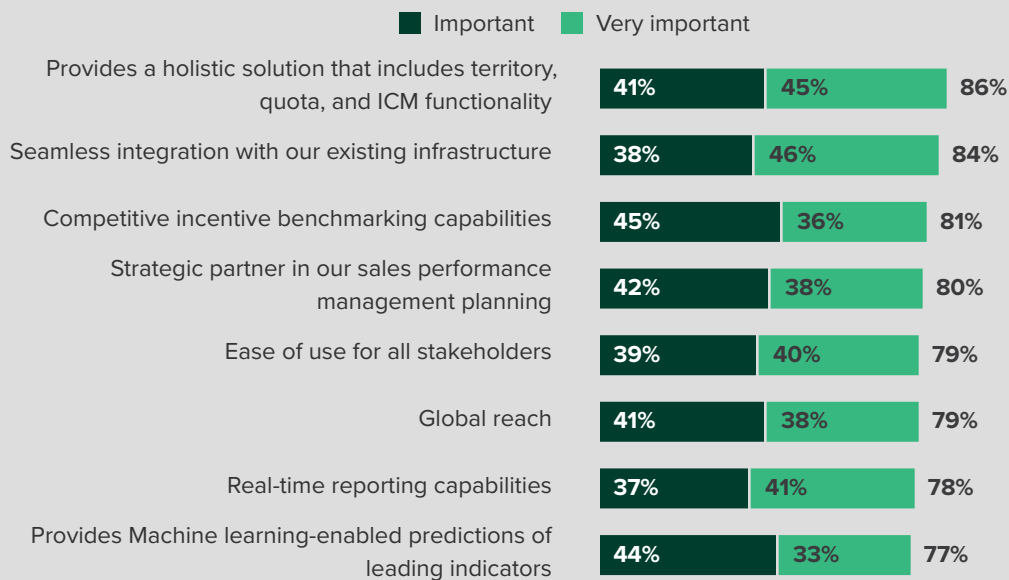 Important Very important
Provides a holistic solution that includes territory,
quota, and ICM functionality
41% 45% 86%
Seamless integration with our existing infrastructure
38% 46% 84%
Competitive incentive benchmarking capabilities
45% 36% 81%
Strategic partner in our sales performance
management planning
42% 38% 80%
Ease of use for all stakeholders
39% 40% 79%
Global reach
41% 38% 79%
Real-time reporting capabilities
37% 41% 78%
Provides Machine learning-enabled predictions of
leading indicators
44% 33% 77%